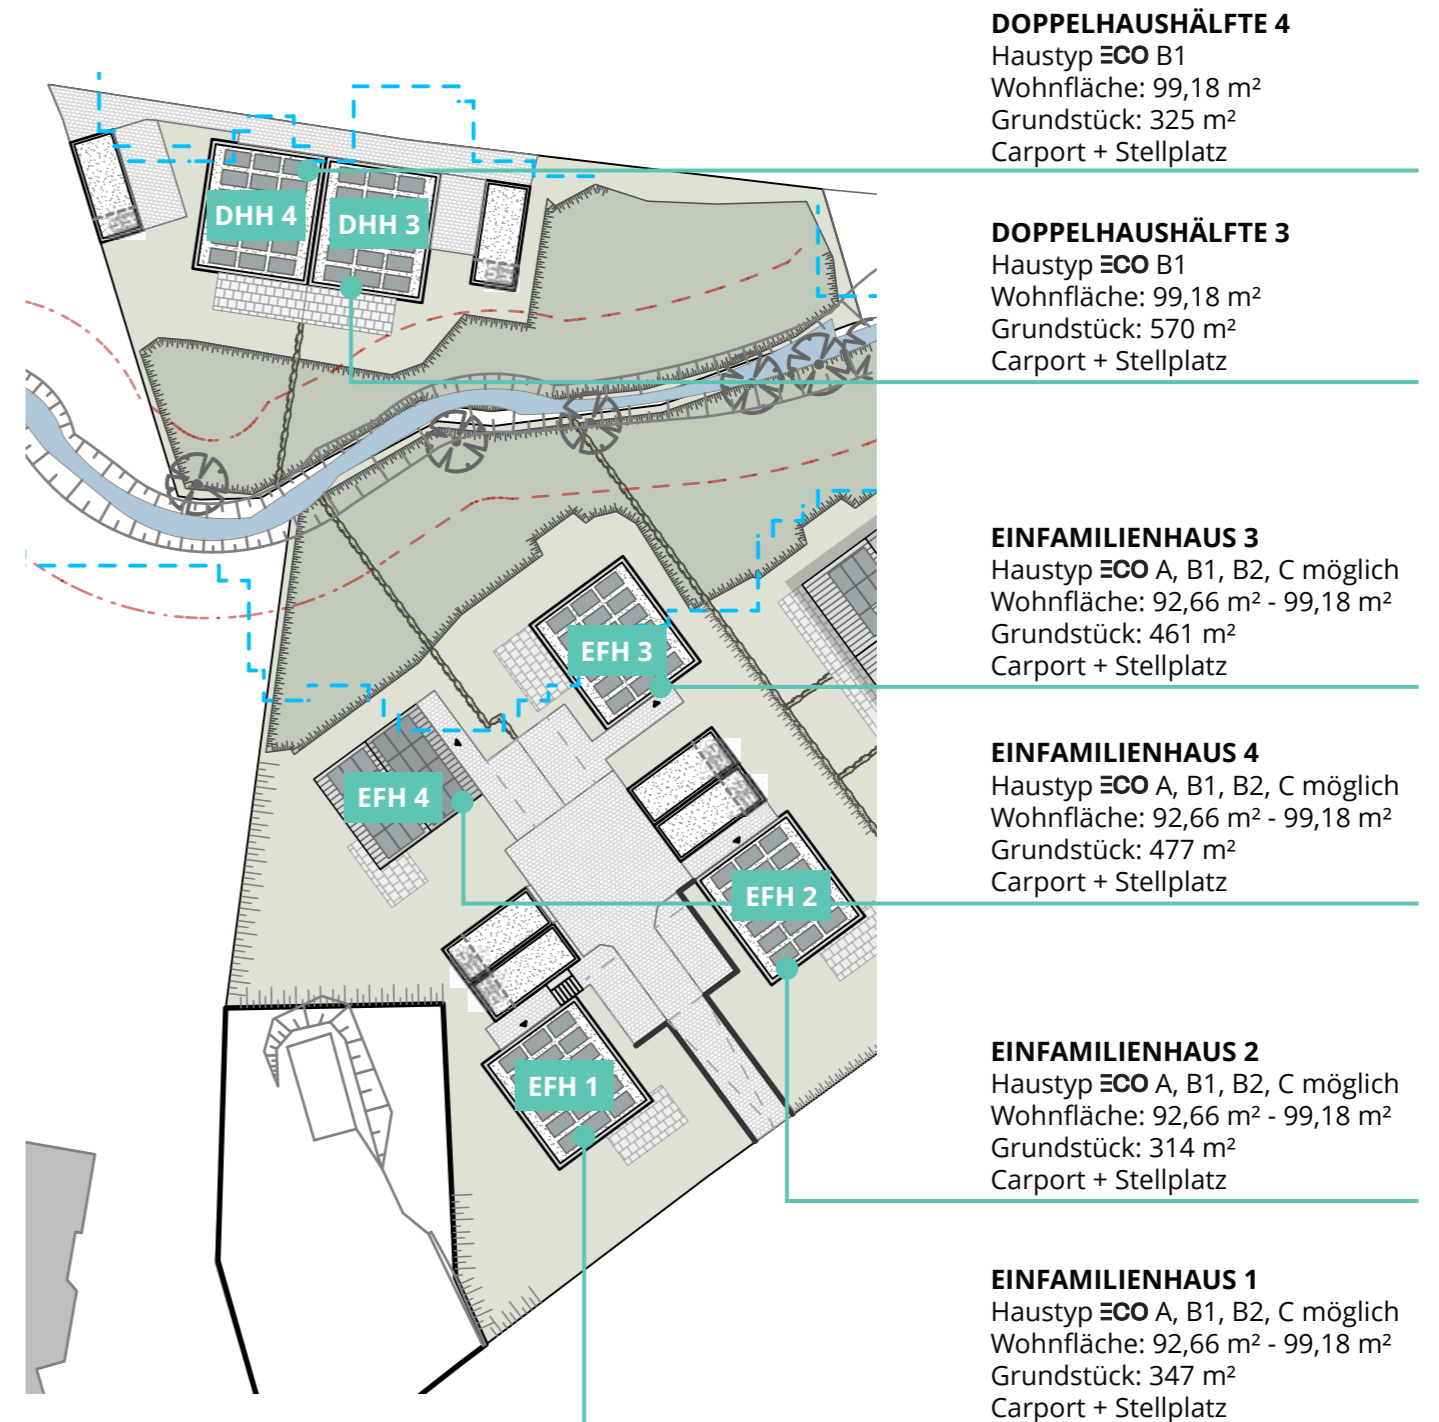 DOPPELHAUSHÄLFTE 4
Haustyp ECO B1
Wohnfläche: 99,18 m²
Grundstück: 325 m²
Carport + Stellplatz
DHH 4
DHH 3
DOPPELHAUSHÄLFTE 3
Haustyp ECO B1
Wohnfläche: 99,18 m²
Grundstück: 570 m²
Carport + Stellplatz
EINFAMILIENHAUS 3
Haustyp ECO A, B1, B2, C möglich
Wohnfläche: 92,66 m² - 99,18 m²
Grundstück: 461 m²
Carport + Stellplatz
EFH 3
EINFAMILIENHAUS 4
Haustyp ECO A, B1, B2, C möglich
Wohnfläche: 92,66 m² - 99,18 m²
Grundstück: 477 m²
Carport + Stellplatz
EFH 4
EFH 2
EINFAMILIENHAUS 2
Haustyp ECO A, B1, B2, C möglich
Wohnfläche: 92,66 m² - 99,18 m²
Grundstück: 314 m²
Carport + Stellplatz
EFH 1
EINFAMILIENHAUS 1
Haustyp ECO A, B1, B2, C möglich
Wohnfläche: 92,66 m² - 99,18 m²
Grundstück: 347 m²
Carport + Stellplatz